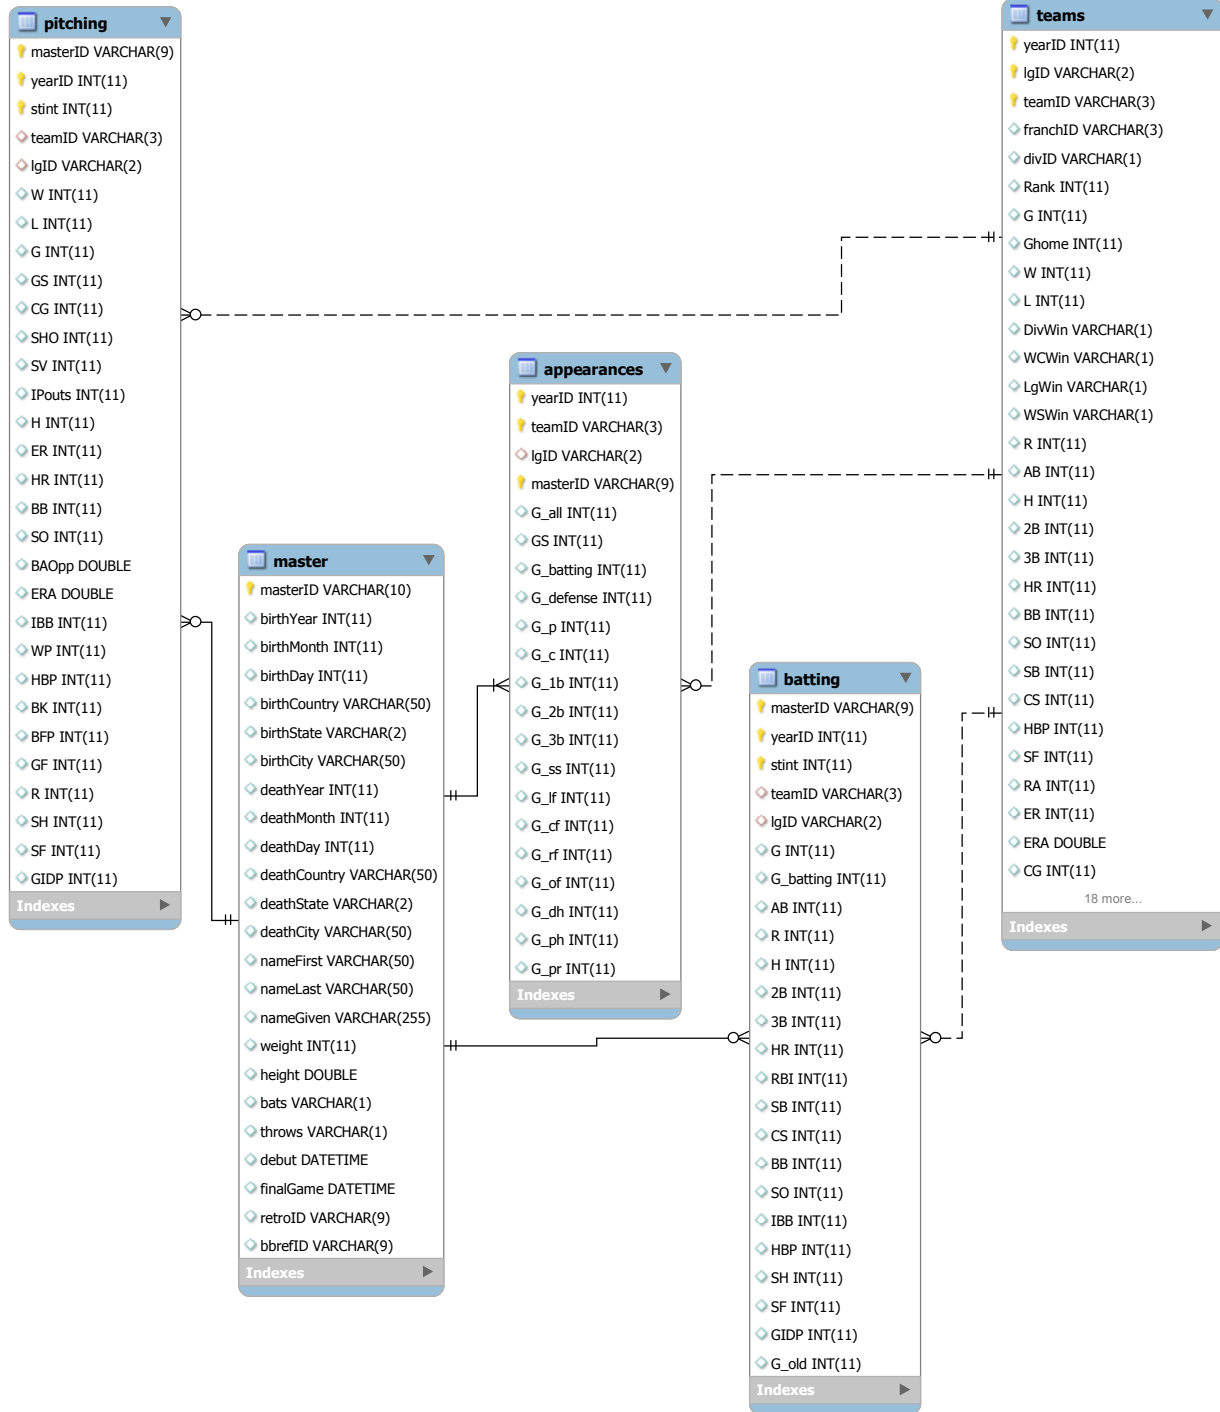 pitching
masterID VARCHAR(9)
yearID INT(11)
stint INT(11)
teamID VARCHAR(3)
lgID VARCHAR(2)
W INT(11)
L INT(11)
G INT(11)
GS INT(11)
CG INT(11)
SHO INT(11)
SV INT(11)
IPouts INT(11)
H INT(11)
ER INT(11)
HR INT(11)
BB INT(11)
SO INT(11)
BAOpp DOUBLE
ERA DOUBLE
IBB INT(11)
WP INT(11)
HBP INT(11)
BK INT(11)
BFP INT(11)
GF INT(11)
R INT(11)
SH INT(11)
SF INT(11)
GIDP INT(11)
Indexes
master
masterID VARCHAR(10)
birthYear INT(11)
birthMonth INT(11)
birthDay INT(11)
birthCountry VARCHAR(50)
birthState VARCHAR(2)
birthCity VARCHAR(50)
deathYear INT(11)
deathMonth INT(11)
deathDay INT(11)
deathCountry VARCHAR(50)
deathState VARCHAR(2)
deathCity VARCHAR(50)
nameFirst VARCHAR(50)
nameLast VARCHAR(50)
nameGiven VARCHAR(255)
weight INT(11)
height DOUBLE
bats VARCHAR(1)
throws VARCHAR(1)
debut DATETIME
finalGame DATETIME
retroID VARCHAR(9)
bbrefID VARCHAR(9)
Indexes
appearances
yearID INT(11)
teamID VARCHAR(3)
lgID VARCHAR(2)
masterID VARCHAR(9)
G_all INT(11)
GS INT(11)
G_batting INT(11)
G_defense INT(11)
G_p INT(11)
G_c INT(11)
G_1b INT(11)
G_2b INT(11)
G_3b INT(11)
G_ss INT(11)
G_lf INT(11)
G_cf INT(11)
G_rf INT(11)
G_of INT(11)
G_dh INT(11)
G_ph INT(11)
G_pr INT(11)
Indexes
batting
masterID VARCHAR(9)
yearID INT(11)
stint INT(11)
teamID VARCHAR(3)
lgID VARCHAR(2)
G INT(11)
G_batting INT(11)
AB INT(11)
R INT(11)
H INT(11)
2B INT(11)
3B INT(11)
HR INT(11)
RBI INT(11)
SB INT(11)
CS INT(11)
BB INT(11)
SO INT(11)
IBB INT(11)
HBP INT(11)
SH INT(11)
SF INT(11)
GIDP INT(11)
G_old INT(11)
Indexes
teams
yearID INT(11)
lgID VARCHAR(2)
teamID VARCHAR(3)
franchID VARCHAR(3)
divID VARCHAR(1)
Rank INT(11)
G INT(11)
Ghome INT(11)
W INT(11)
L INT(11)
DivWin VARCHAR(1)
WCWin VARCHAR(1)
LgWin VARCHAR(1)
WSWin VARCHAR(1)
R INT(11)
AB INT(11)
H INT(11)
2B INT(11)
3B INT(11)
HR INT(11)
BB INT(11)
SO INT(11)
SB INT(11)
CS INT(11)
HBP INT(11)
SF INT(11)
RA INT(11)
ER INT(11)
ERA DOUBLE
CG INT(11)
18 more...
Indexes